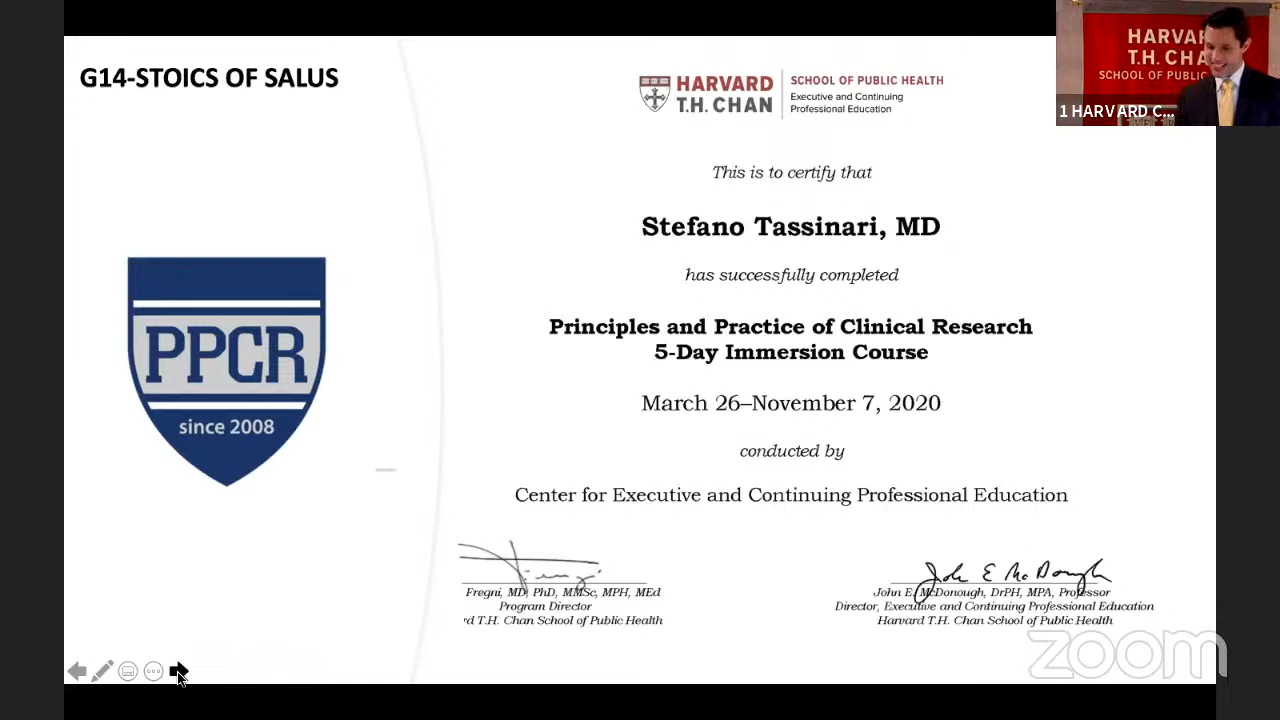 G14-STOICS OF SALUS
HARVARD
T.H. CHAN
SCHOOL OF PUBLIC HEALTH
Executive and Continuing
Professional Education
HARVAR
T.H. CHA
SCHOOL OF PUBLIC
1 HARVARD C...
This is to certify that
Stefano Tassinari, MD
has successfully completed
Principles and Practice of Clinical Research
5-Day Immersion Course
March 26–November 7, 2020
conducted by
Center for Executive and Continuing Professional Education
PPCR
since 2008
John E McDonough
Fregni, MD, PhD, MMSc, MPH, MEd
Program Director
rd T.H. Chan School of Public Health
John E. McDonough, DrPH, MPA, Professor
Director, Executive and Continuing Professional Education
Harvard T.H. Chan School of Public Health
zoom